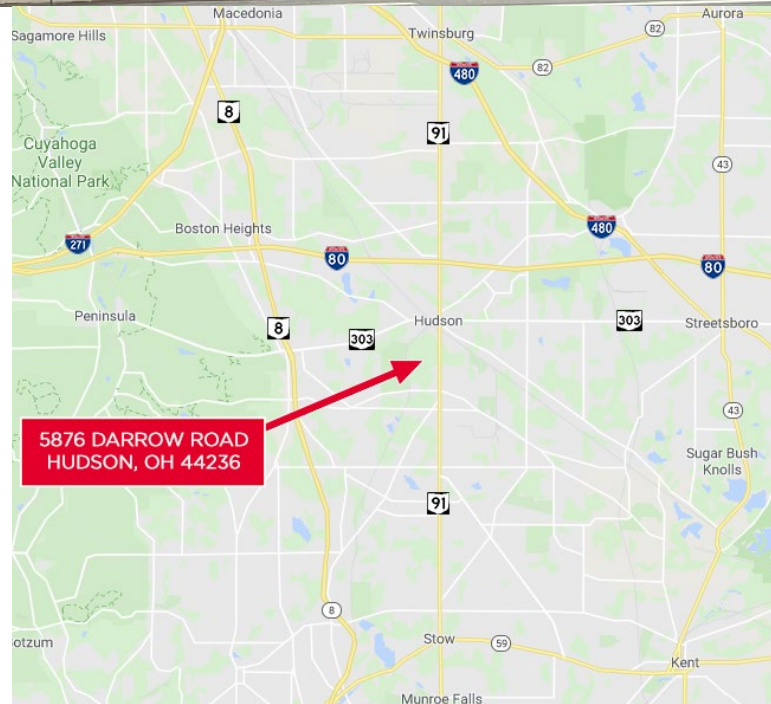 Macedonia
Aurora
Sagamore Hills
Twinsburg
82
480
82
8
91
Cuyahoga
Valley
National Park
43
Boston Heights
480
271
80
80
Peninsula
8
303
Hudson
303
Streetsboro
5876 DARROW ROAD
HUDSON, OH 44236
43
Sugar Bush
Knolls
91
8
otzum
Stow
59
Kent
Munroe Falls